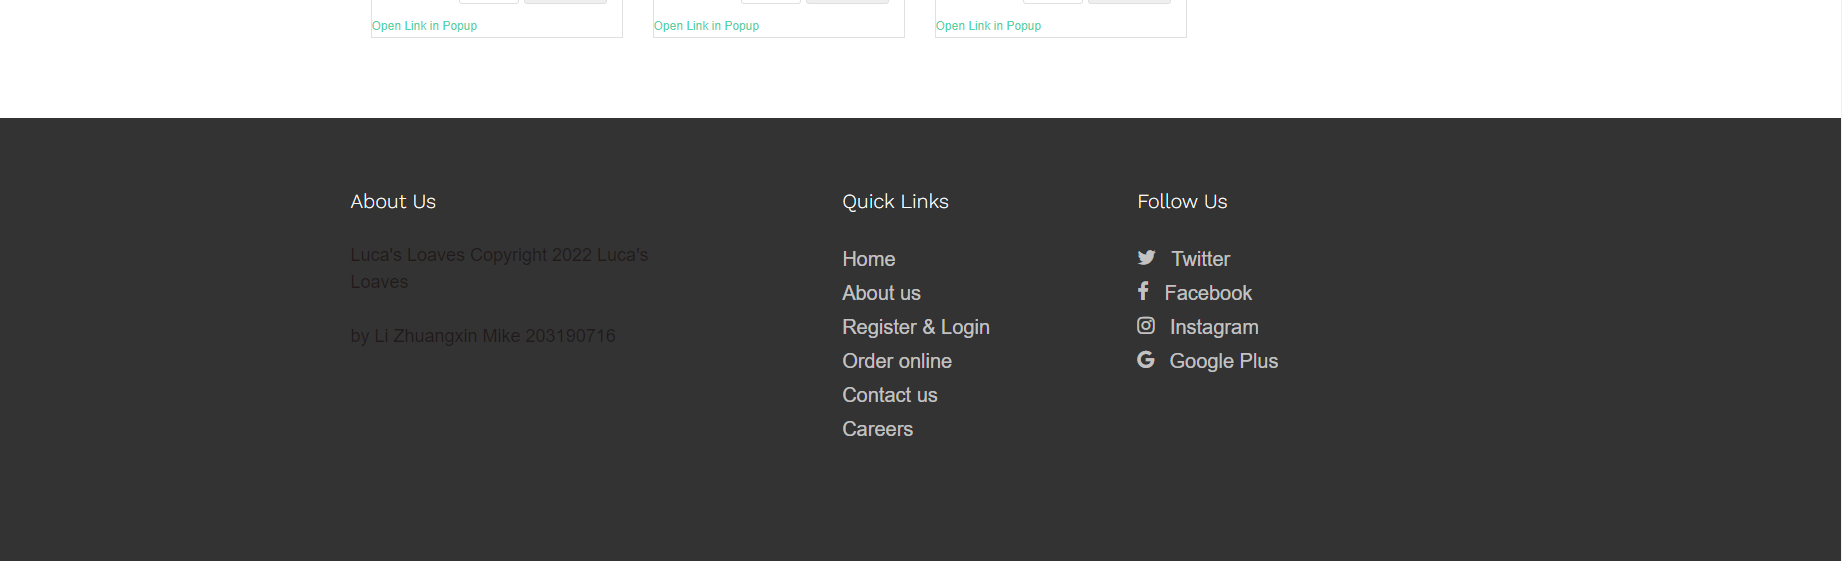 Open Link in Popup
Open Link in Popup
Open Link in Popup
About Us
Luca's Loaves Copyright 2022 Luca's
Loaves
by Li Zhuangxin Mike 203190716
Quick Links
Home
About us
Register & Login
Order online
Contact us
Careers
Follow Us
Twitter
Facebook
Instagram
Google Plus